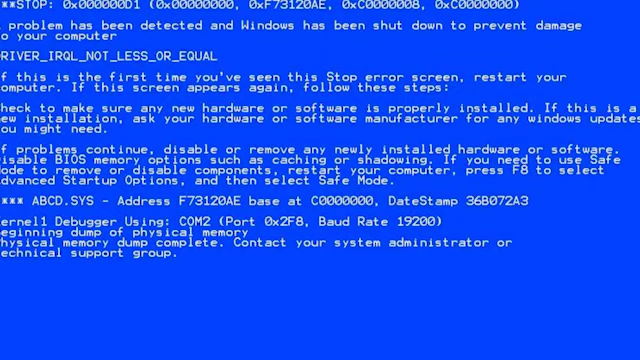 **STOP: 0x000000D1 (0x00000000, 0xF73120AE, 0xC0000008, 0xC0000000)
problem has been detected and Windows has been shut down to prevent damage
o your computer
DRIVER_IRQL_NOT_LESS_OR_EQUAL
f this is the first time you've seen this Stop error screen, restart your
omputer. If this screen appears again, follow these steps:
heck to make sure any new hardware or software is properly installed. If this is a
ew installation, ask your hardware or software manufacturer for any windows updates
ou might need.
f problems continue, disable or remove any newly installed hardware or software.
Disable BIOS memory options such as caching or shadowing. If you need to use Safe
ode to remove or disable components, restart your computer, press F8 to select
dvanced Startup Options, and then select Safe Mode.
*** ABCD.SYS - Address F73120AE base at C0000000, DateStamp 36B072A3
ernel1 Debugger Using: COM2 (Port 0x2F8, Baud Rate 19200)
eginning dump of physical memory
hysical memory dump complete. Contact your system administrator or
echnical support group.